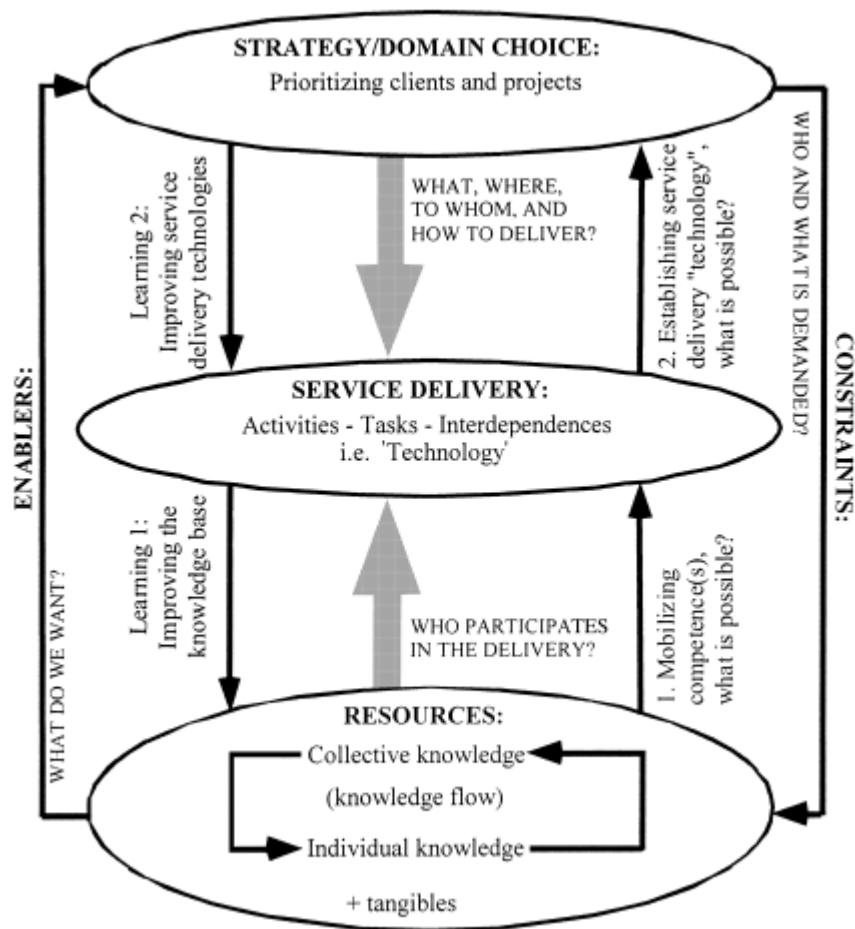 STRATEGY/DOMAIN CHOICE:
Prioritizing clients and projects
WHAT, WHERE,
TO WHOM, AND
HOW TO DELIVER?
Learning 2:
Improving service
delivery technologies
2. Establishing service
delivery "technology",
what is possible?
WHO AND WHAT IS DEMANDED?
CONSTRAINTS:
ENABLERS:
WHAT DO WE WANT?
SERVICE DELIVERY:
Activities - Tasks - Interdependences
i.e. 'Technology'
Learning 1:
Improving the
knowledge base
WHO PARTICIPATES
IN THE DELIVERY?
1. Mobilizing
competence(s),
what is possible?
RESOURCES:
Collective knowledge
(knowledge flow)
Individual knowledge
+ tangibles